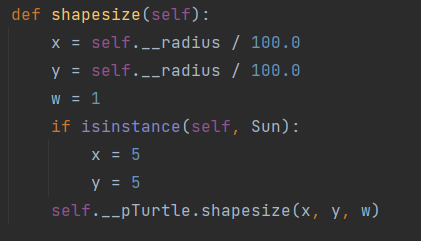 def shapesize(self):
    x = self.__radius / 100.0
    y = self.__radius / 100.0
    w = 1
    if isinstance(self, Sun):
        x = 5
        y = 5
    self.__pTurtle.shapesize(x, y, w)